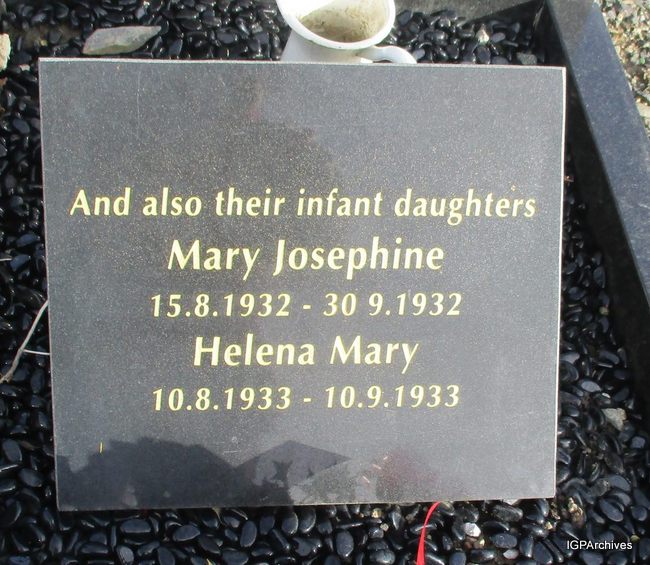 And also their infant daughters
Mary Josephine
15.8.1932 - 30 9.1932
Helena Mary
10.8.1933 - 10.9.1933
IGPArchives